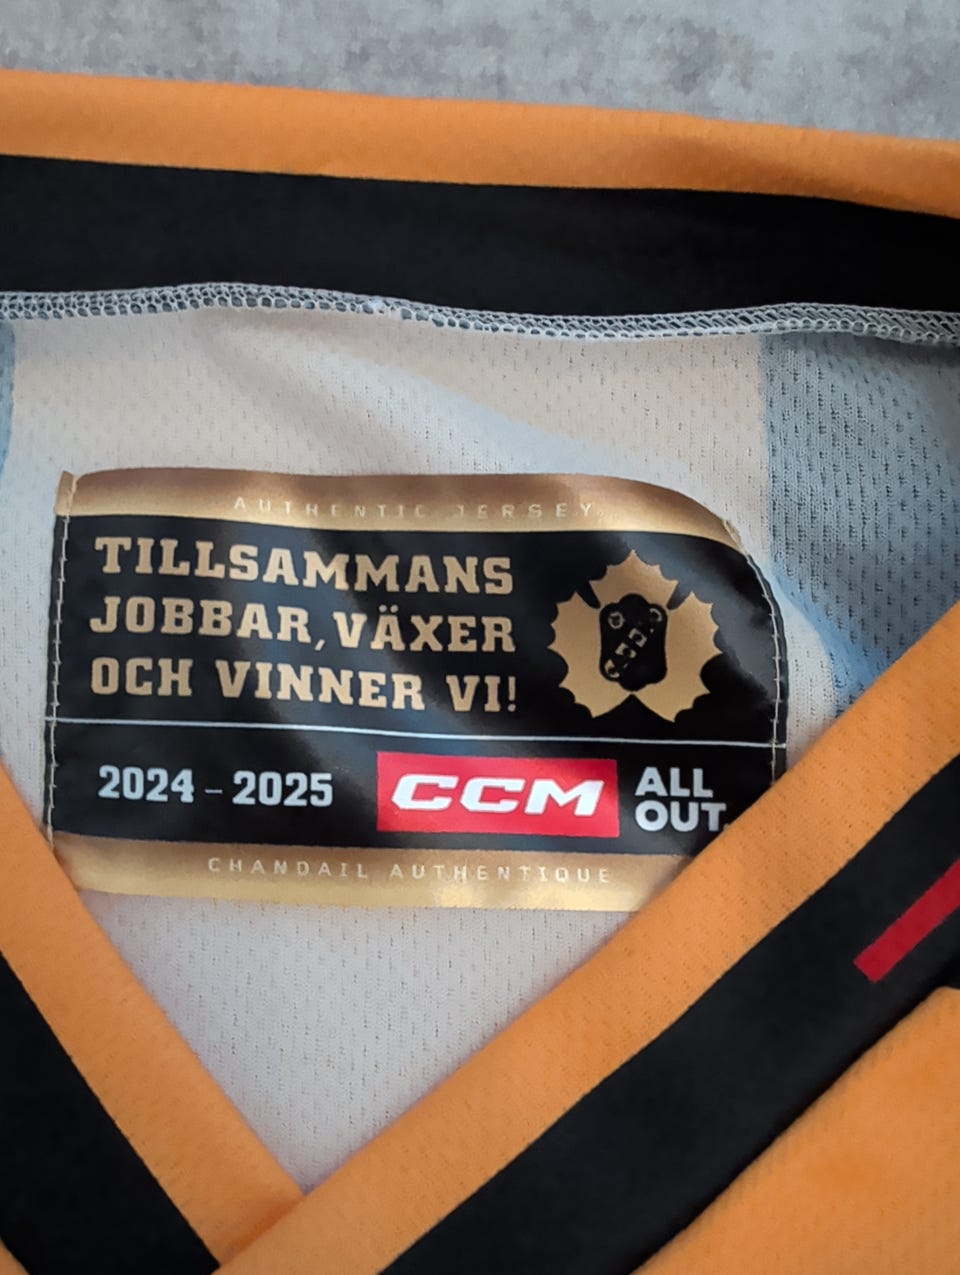 AUTHENTIC JERSEY
TILLSAMMANS
JOBBAR, VÄXER
OCH VINNER VI!
2024 - 2025
CCM
ALL
OUT.
CHANDAIL AUTHENTIQUE